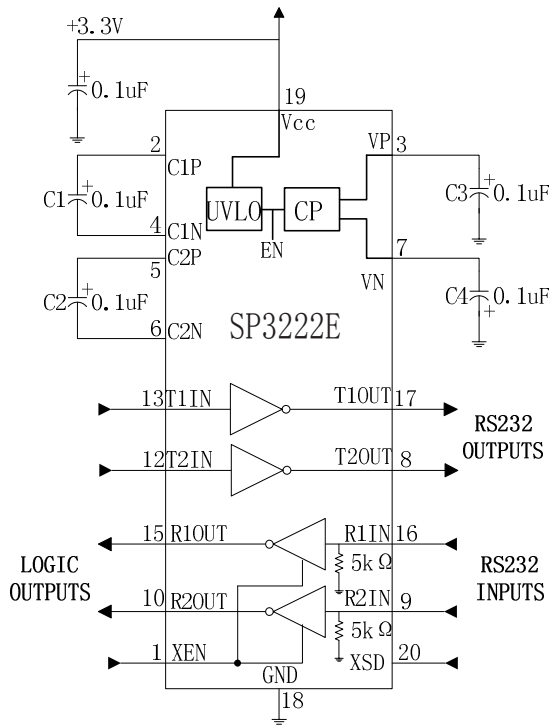 +3.3V
+
0.1uF
19
Vcc
VP 3
2
C1P
C1
+
0.1uF
4
C1N
UVLO
CP
EN
C3
+
0.1uF
7
VN
C2P
5
C2
+
0.1uF
6 C2N
C4
0.1uF
+
SP3222E
13 T1IN
T1OUT 17
12 T2IN
T2OUT 8
RS232
OUTPUTS
15 R1OUT
R1IN 16
5kΩ
LOGIC
OUTPUTS
RS232
INPUTS
10 R2OUT
R2IN 9
5kΩ
1 XEN
XSD 20
GND
18